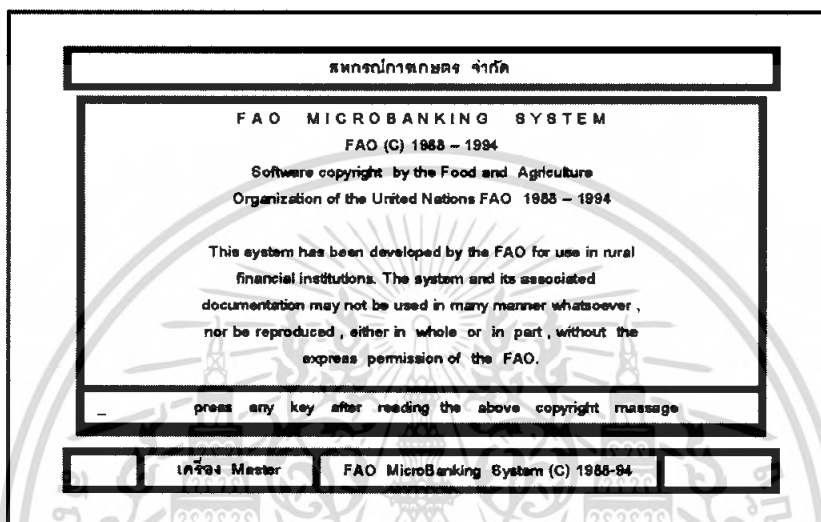 สหกรณ์การเกษตร จำกัด
FAO MICROBANKING SYSTEM
FAO (C) 1988 – 1994
Software copyright by the Food and Agriculture
Organization of the United Nations FAO 1988 – 1994
This system has been developed by the FAO for use in rural
financial institutions. The system and its associated
documentation may not be used in many manner whatsoever ,
nor be reproduced , either in whole or in part , without the
express permission of the FAO.
_ press any key after reading the above copyright massage
เครื่อง Master FAO MicroBanking System (C) 1988-94